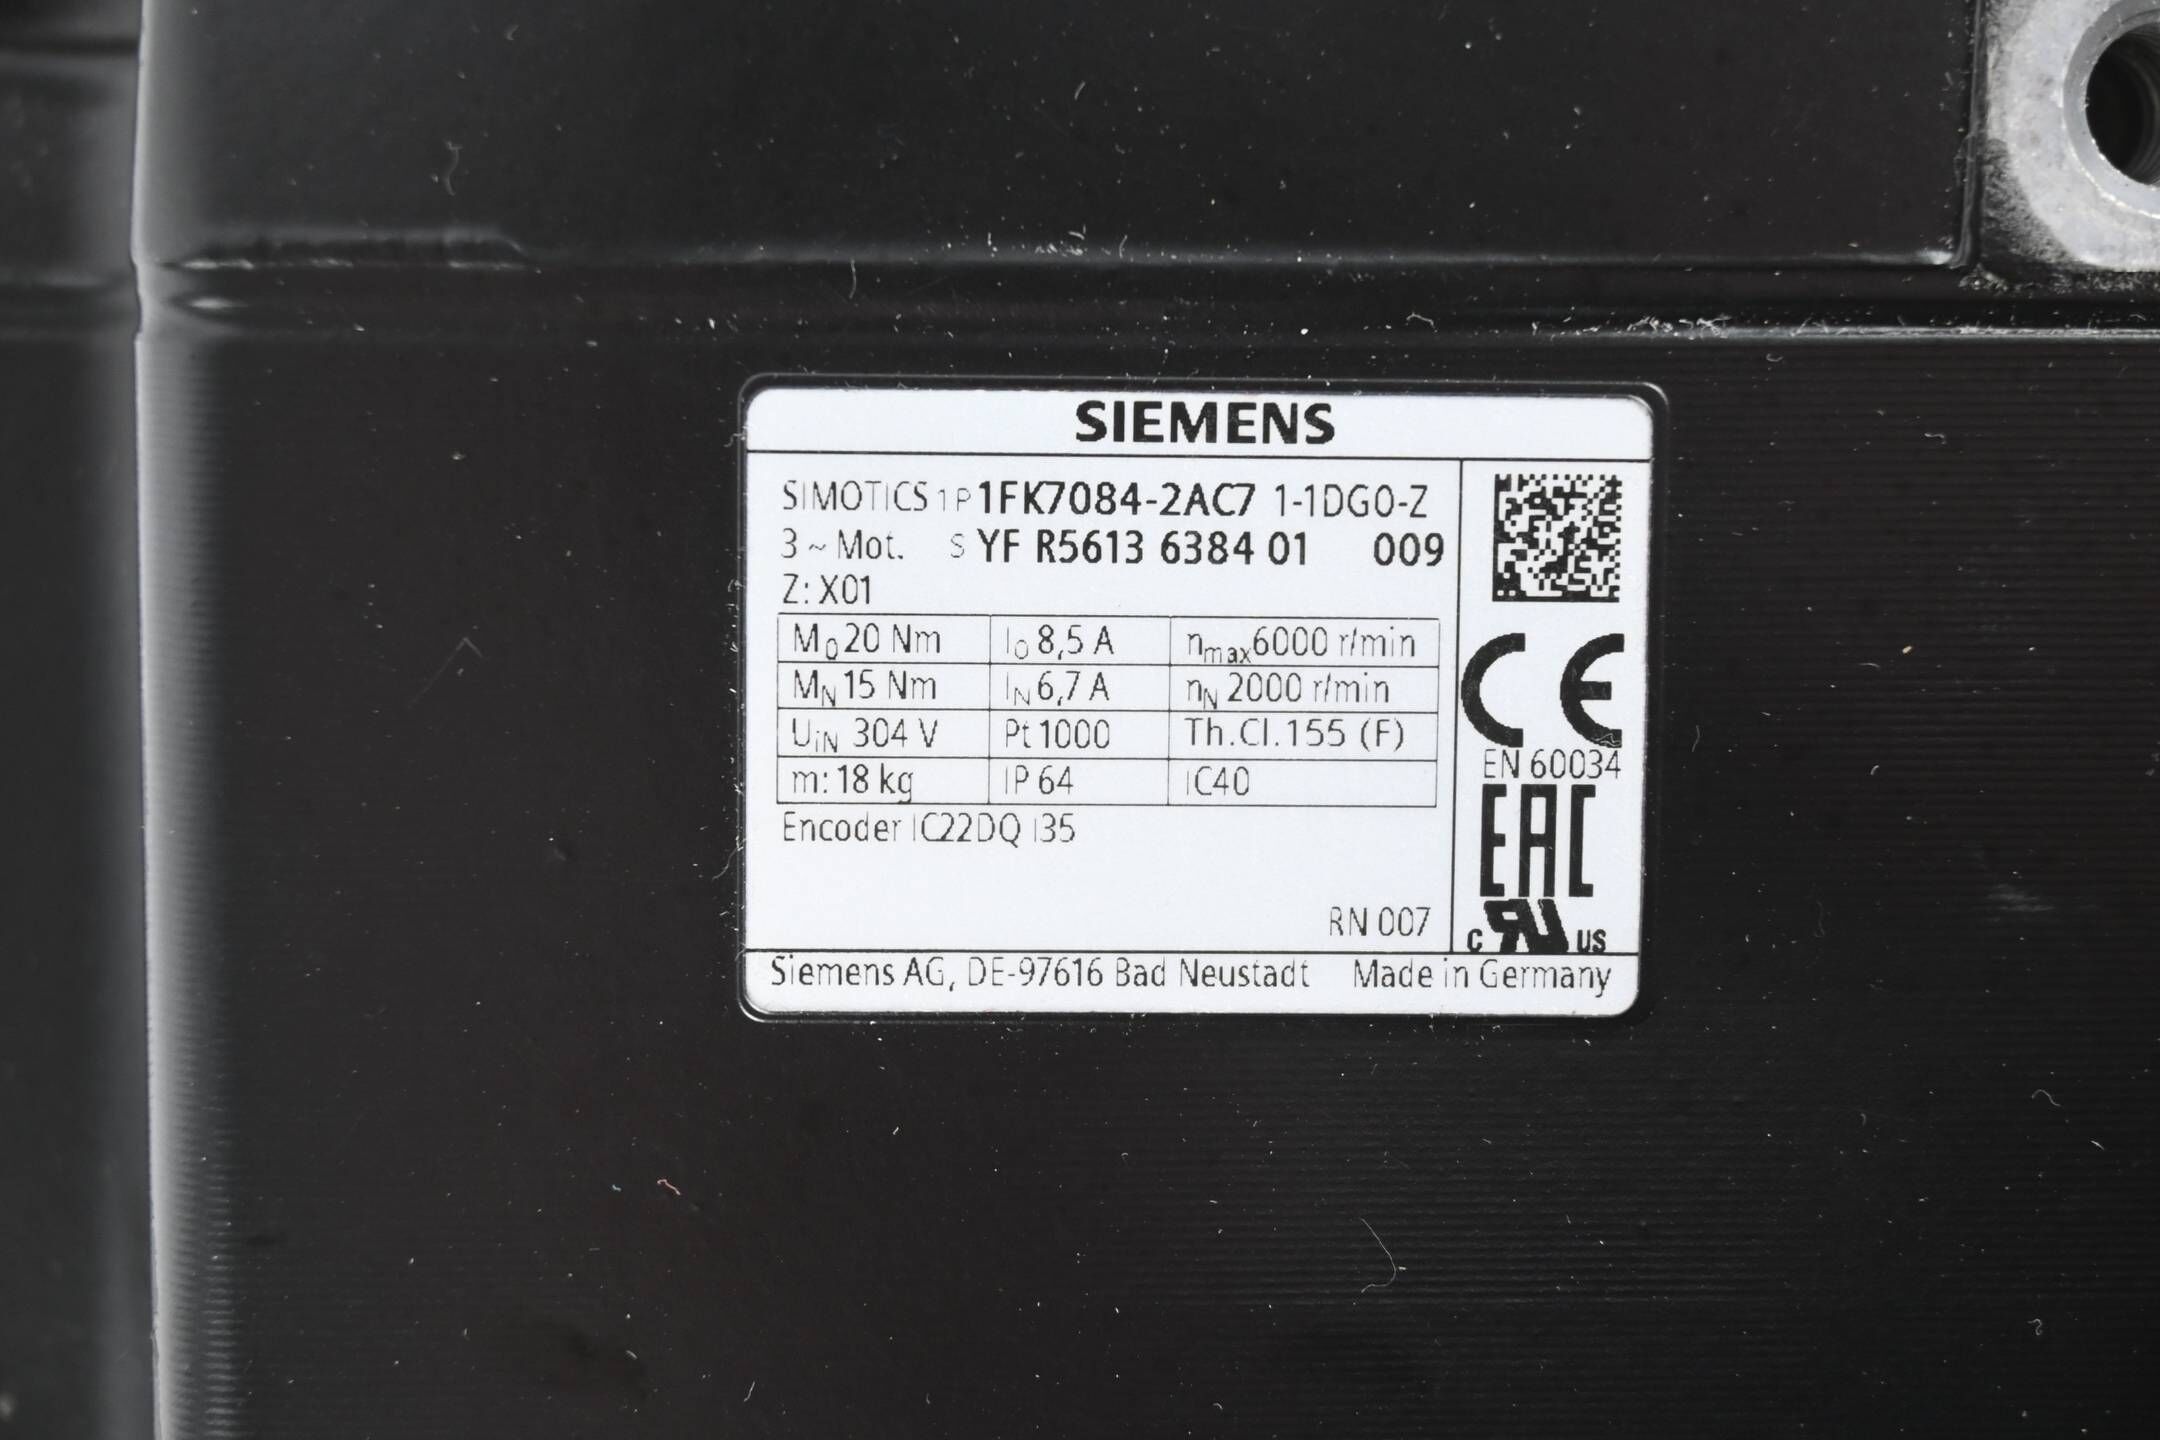 SIEMENS
SIMOTICS 1P 1FK7084-2AC7 1-1DG0-Z
3 ~ Mot. S YF R5613 6384 01 009
Z: X01
M0 20 Nm I0 8,5 A nmax 6000 r/min
MN 15 Nm IN 6,7 A nN 2000 r/min
UiN 304 V Pt1000 Th.Cl.155 (F)
m: 18 kg IP 64 IC40
Encoder IC22DQ I35
RN 007
CE
EN 60034
EAC
c RU US
Siemens AG, DE-97616 Bad Neustadt Made in Germany